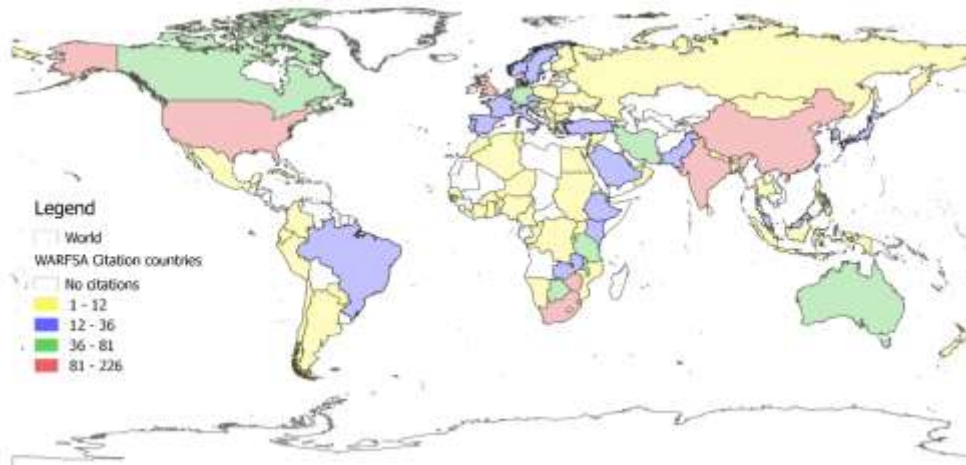 Legend
World
WARFSA Citation countries
No citations
1 - 12
12 - 36
36 - 81
81 - 226